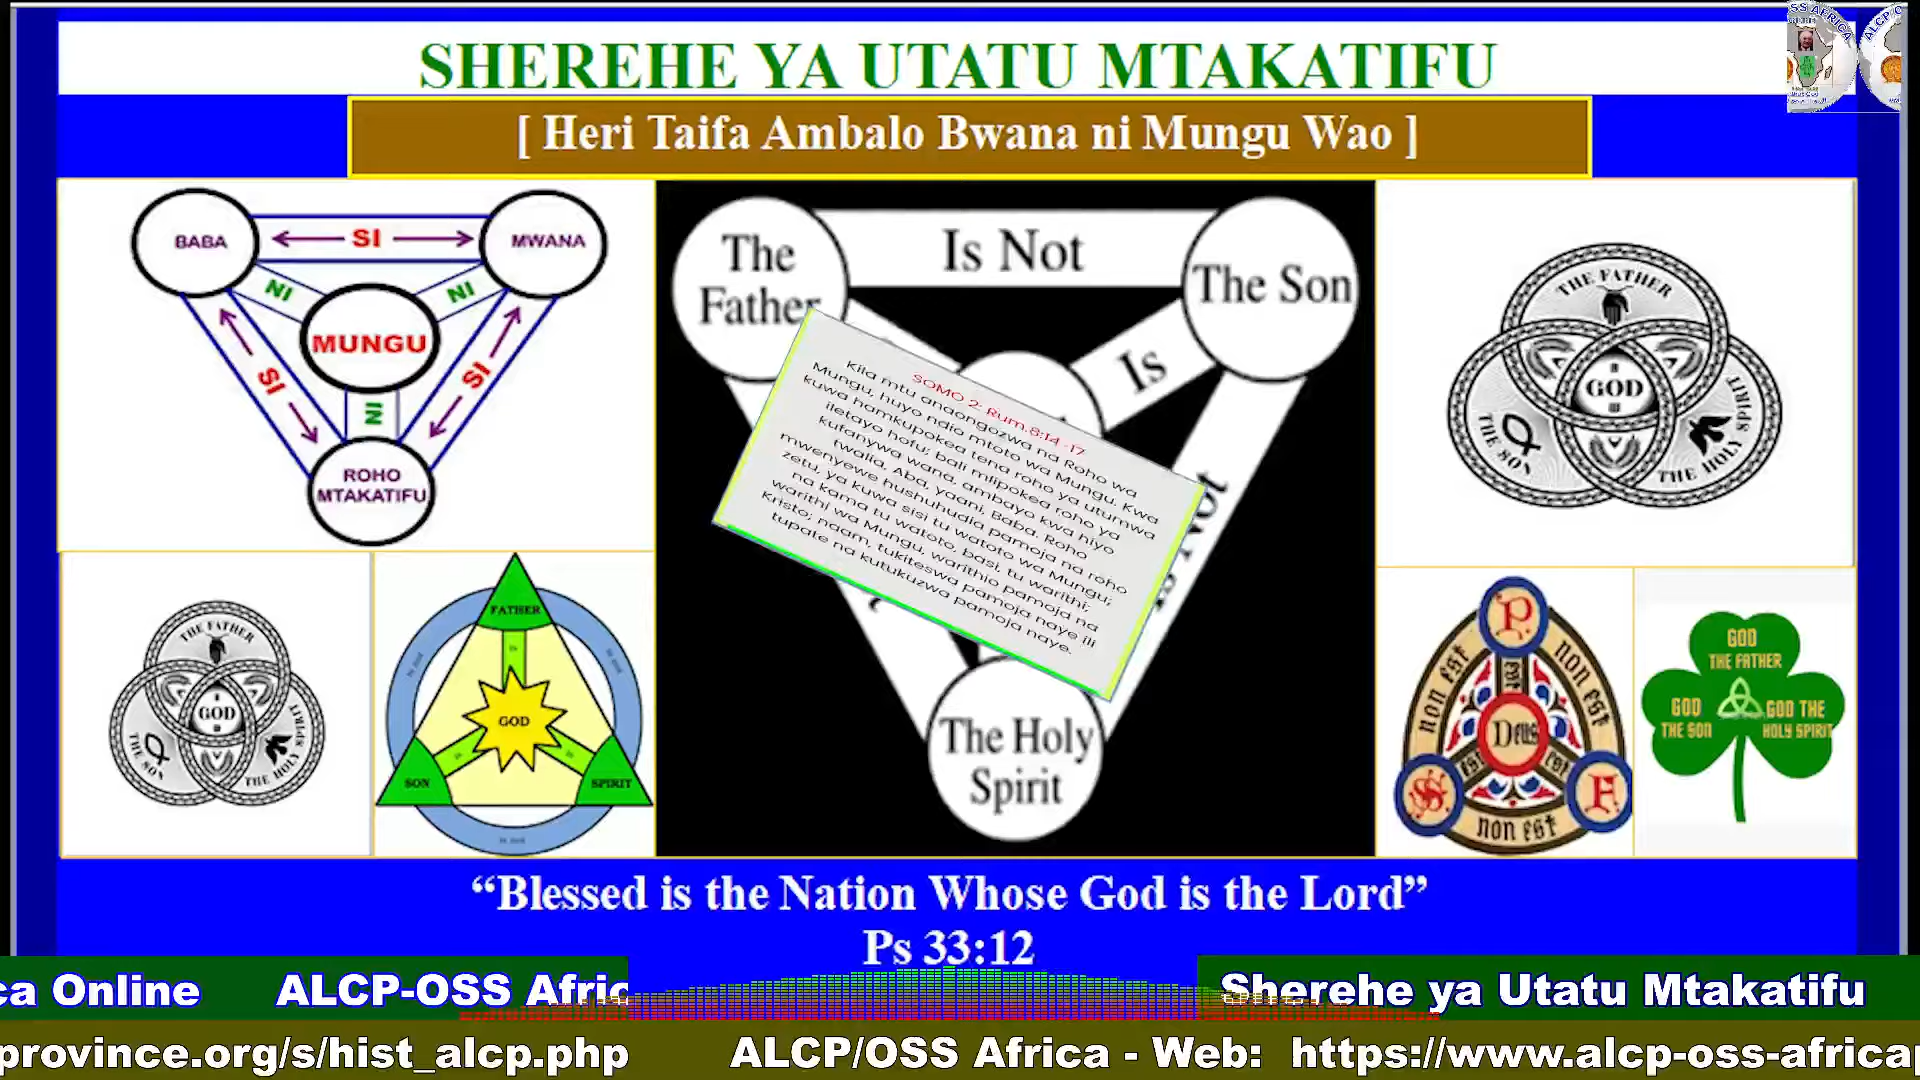 SHEREHE YA UTATU MTAKATIFU
[ Heri Taifa Ambalo Bwana ni Mungu Wao ]
BABA
SI
MWANA
NI
NI
MUNGU
SI
SI
NI
ROHO
MTAKATIFU
The
Father
Is Not
The Son
Is
Not
The Holy
Spirit
SOMO 2: Rum.8:14 -17
Kila mtu anaongozwa na Roho wa
Mungu, huyo ndio mtoto wa Mungu. Kwa
kuwa hamkupokea tena roho ya utumwa
iletayo hofu; bali mlipokea roho ya
kufanywa wana, ambayo kwa hiyo
twalia, Aba, yaani, Baba. Roho
mwenyewe hushuhudia pamoja na roho
zetu, ya kuwa sisi tu watoto wa Mungu;
na kama tu watoto, basi, tu warithi;
warithj wa Mungu, warithio pamoja na
Kristo; naam, tukiteswa pamoja naye ili
tupate na kutukuzwa pamoja naye.
THE FATHER
GOD
THE SON
THE HOLY SPIRIT
THE FATHER
GOD
THE SON
THE HOLY SPIRIT
FATHER
IS
GOD
SON
SPIRIT
P
non est
non est
est
Deus
est
est
S
F
non est
GOD
THE FATHER
GOD
THE SON
GOD THE
HOLY SPIRIT
“Blessed is the Nation Whose God is the Lord”
Ps 33:12
ca Online ALCP-OSS Afric
Sherehe ya Utatu Mtakatifu
province.org/s/hist_alcp.php ALCP/OSS Africa - Web: https://www.alcp-oss-africap